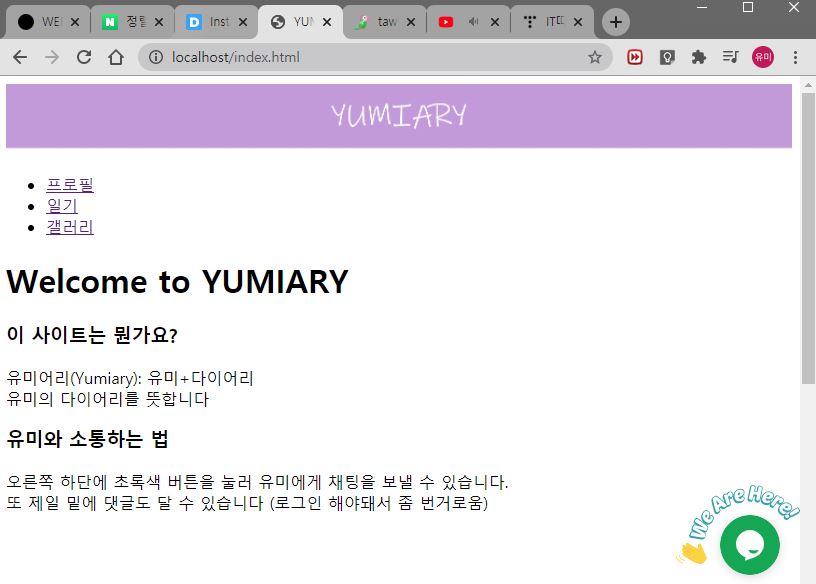 WE
정
Inst
YUM
taw
IT
localhost/index.html
유미
YUMIARY
프로필
일기
갤러리
Welcome to YUMIARY
이 사이트는 뭔가요?
유미어리(Yumiary): 유미+다이어리
유미의 다이어리를 뜻합니다
유미와 소통하는 법
오른쪽 하단에 초록색 버튼을 눌러 유미에게 채팅을 보낼 수 있습니다.
또 제일 밑에 댓글도 달 수 있습니다 (로그인 해야돼서 좀 번거로움)
We Are Here!